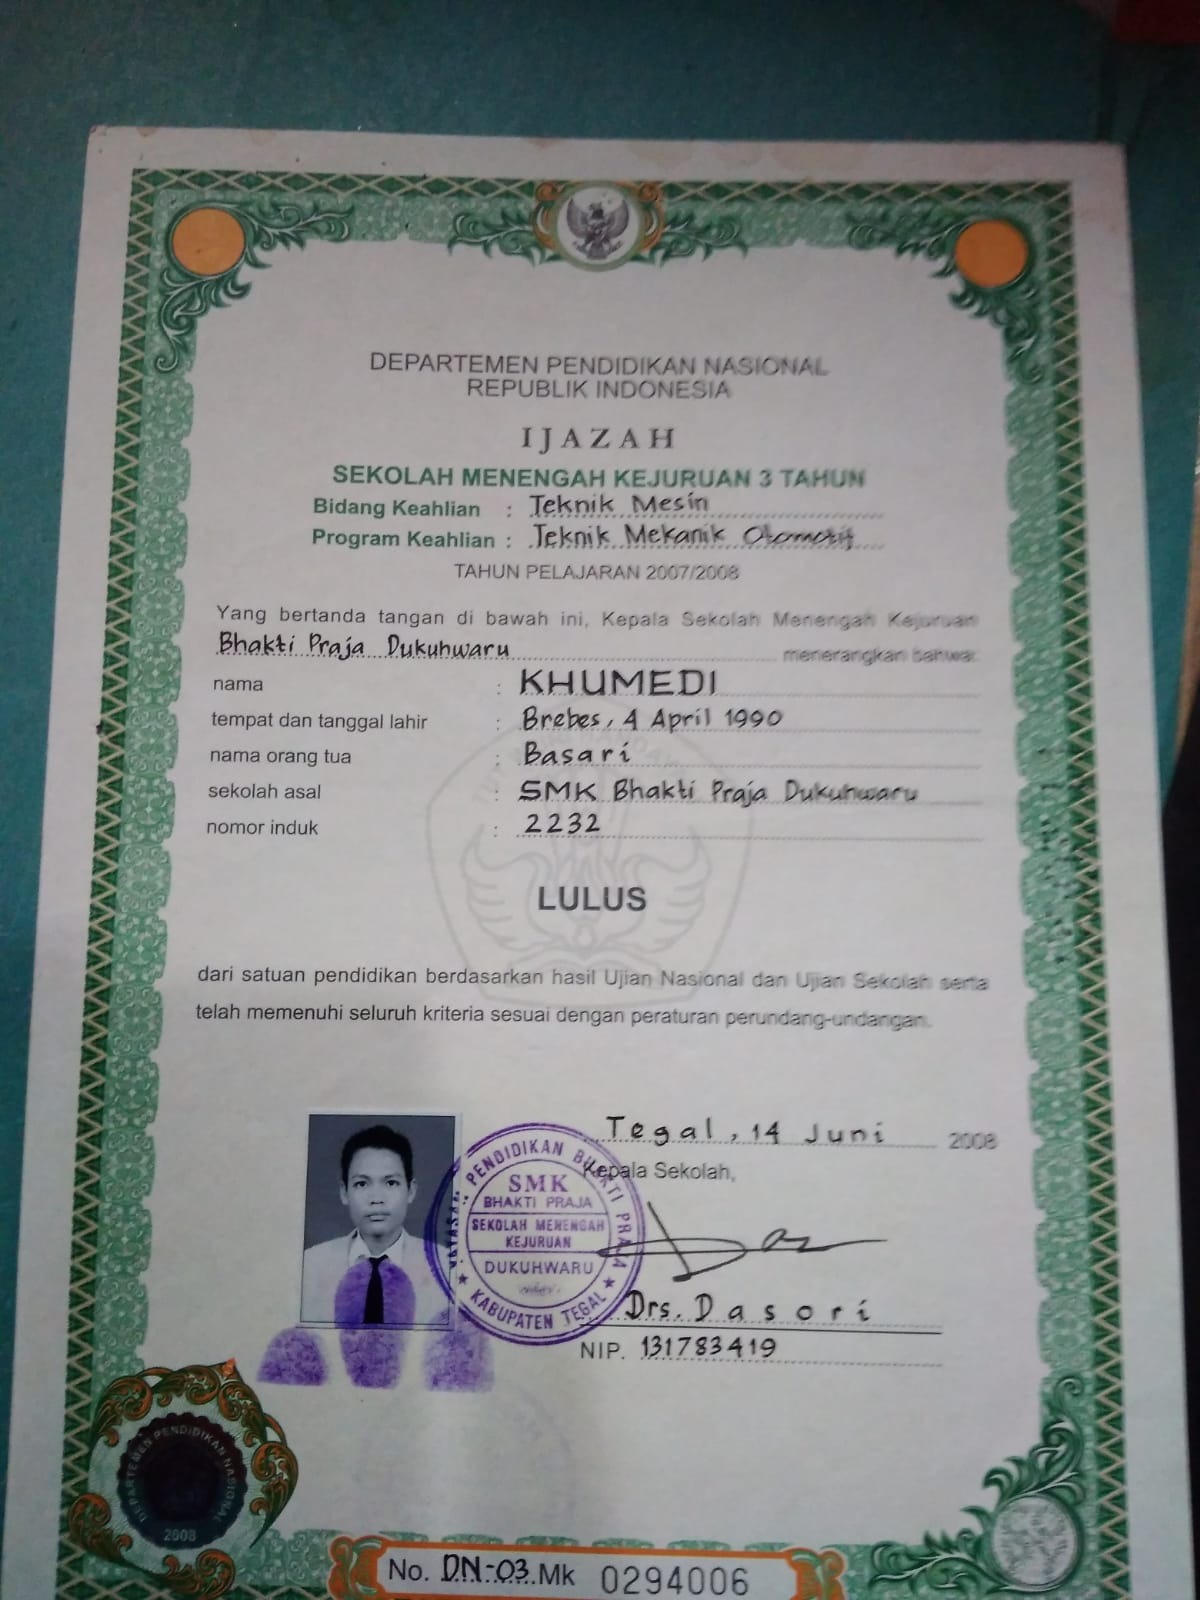 DEPARTEMEN PENDIDIKAN NASIONAL
REPUBLIK INDONESIA
IJAZAH
SEKOLAH MENENGAH KEJURUAN 3 TAHUN
Bidang Keahlian : Teknik Mesin
Program Keahlian : Teknik Mekanik Otomotif
TAHUN PELAJARAN 2007/2008
Yang bertanda tangan di bawah ini, Kepala Sekolah Menengah Kejuruan
Bhakti Praja Dukuhwaru menerangkan bahwa:
nama : KHUMEDI
tempat dan tanggal lahir : Brebes, 4 April 1990
nama orang tua : Basari
sekolah asal : SMK Bhakti Praja Dukuhwaru
nomor induk : 2232
LULUS
dari satuan pendidikan berdasarkan hasil Ujian Nasional dan Ujian Sekolah serta
telah memenuhi seluruh kriteria sesuai dengan peraturan perundang-undangan.
Tegal, 14 Juni 2008
Kepala Sekolah,
YAYASAN PENDIDIKAN BHAKTI PRAJA
SMK
BHAKTI PRAJA
SEKOLAH MENENGAH
KEJURUAN
DUKUHWARU
KABUPATEN TEGAL
Drs. Dasori
NIP. 131783419
DEPARTEMEN PENDIDIKAN NASIONAL
2008
No. DN-03 Mk 0294006